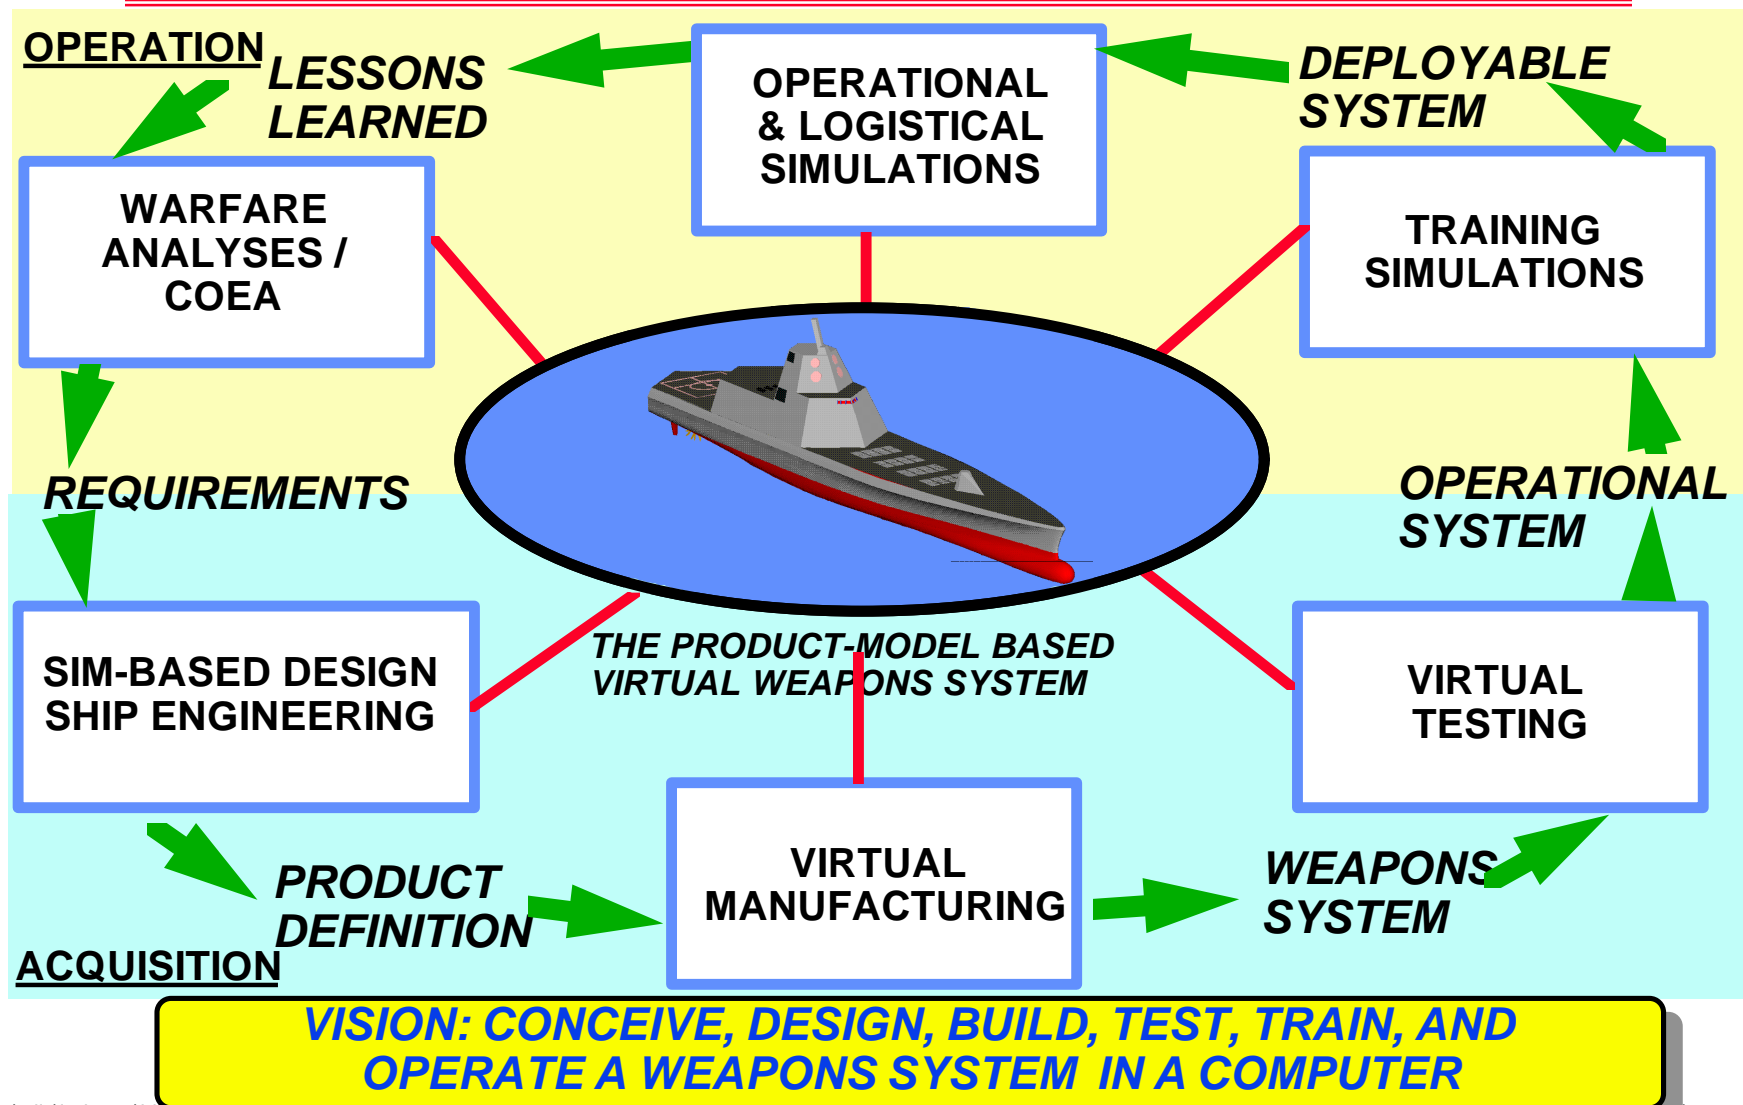 OPERATION
LESSONS
LEARNED
OPERATIONAL
& LOGISTICAL
SIMULATIONS
DEPLOYABLE
SYSTEM
WARFARE
ANALYSES /
COEA
TRAINING
SIMULATIONS
REQUIREMENTS
OPERATIONAL
SYSTEM
SIM-BASED DESIGN
SHIP ENGINEERING
THE PRODUCT-MODEL BASED
VIRTUAL WEAPONS SYSTEM
VIRTUAL
TESTING
PRODUCT
DEFINITION
VIRTUAL
MANUFACTURING
WEAPONS
SYSTEM
ACQUISITION
VISION: CONCEIVE, DESIGN, BUILD, TEST, TRAIN, AND
OPERATE A WEAPONS SYSTEM IN A COMPUTER